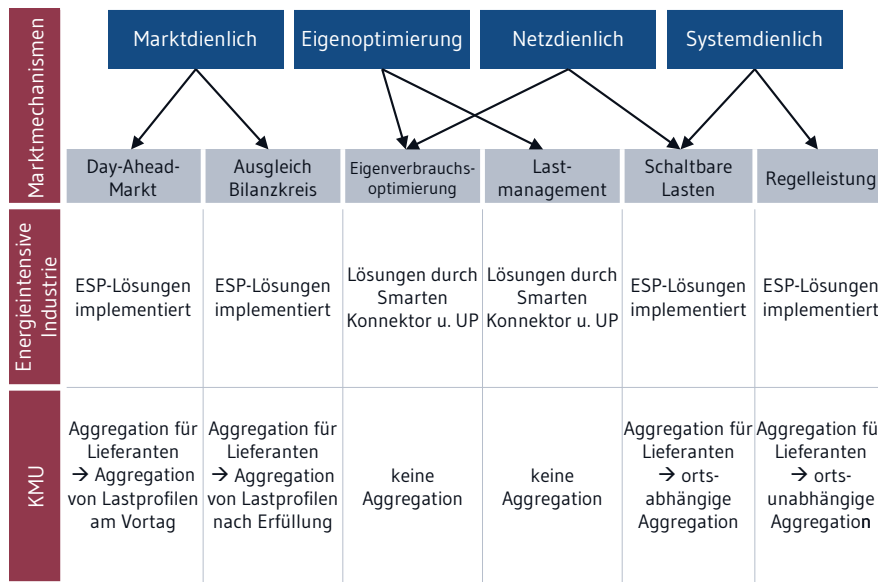 Marktmechanismen
Marktdienlich
Eigenoptimierung
Netzdienlich
Systemdienlich
Day-Ahead-
Markt
Ausgleich
Bilanzkreis
Eigenverbrauchs-
optimierung
Last-
management
Schaltbare
Lasten
Regelleistung
Energieintensive
Industrie
ESP-Lösungen
implementiert
ESP-Lösungen
implementiert
Lösungen durch
Smarten
Konnektor u. UP
Lösungen durch
Smarten
Konnektor u. UP
ESP-Lösungen
implementiert
ESP-Lösungen
implementiert
KMU
Aggregation für
Lieferanten
→ Aggregation
von Lastprofilen
am Vortag
Aggregation für
Lieferanten
→ Aggregation
von Lastprofilen
nach Erfüllung
keine
Aggregation
keine
Aggregation
Aggregation für
Lieferanten
→ orts-
abhängige
Aggregation
Aggregation für
Lieferanten
→ orts-
unabhängige
Aggregation